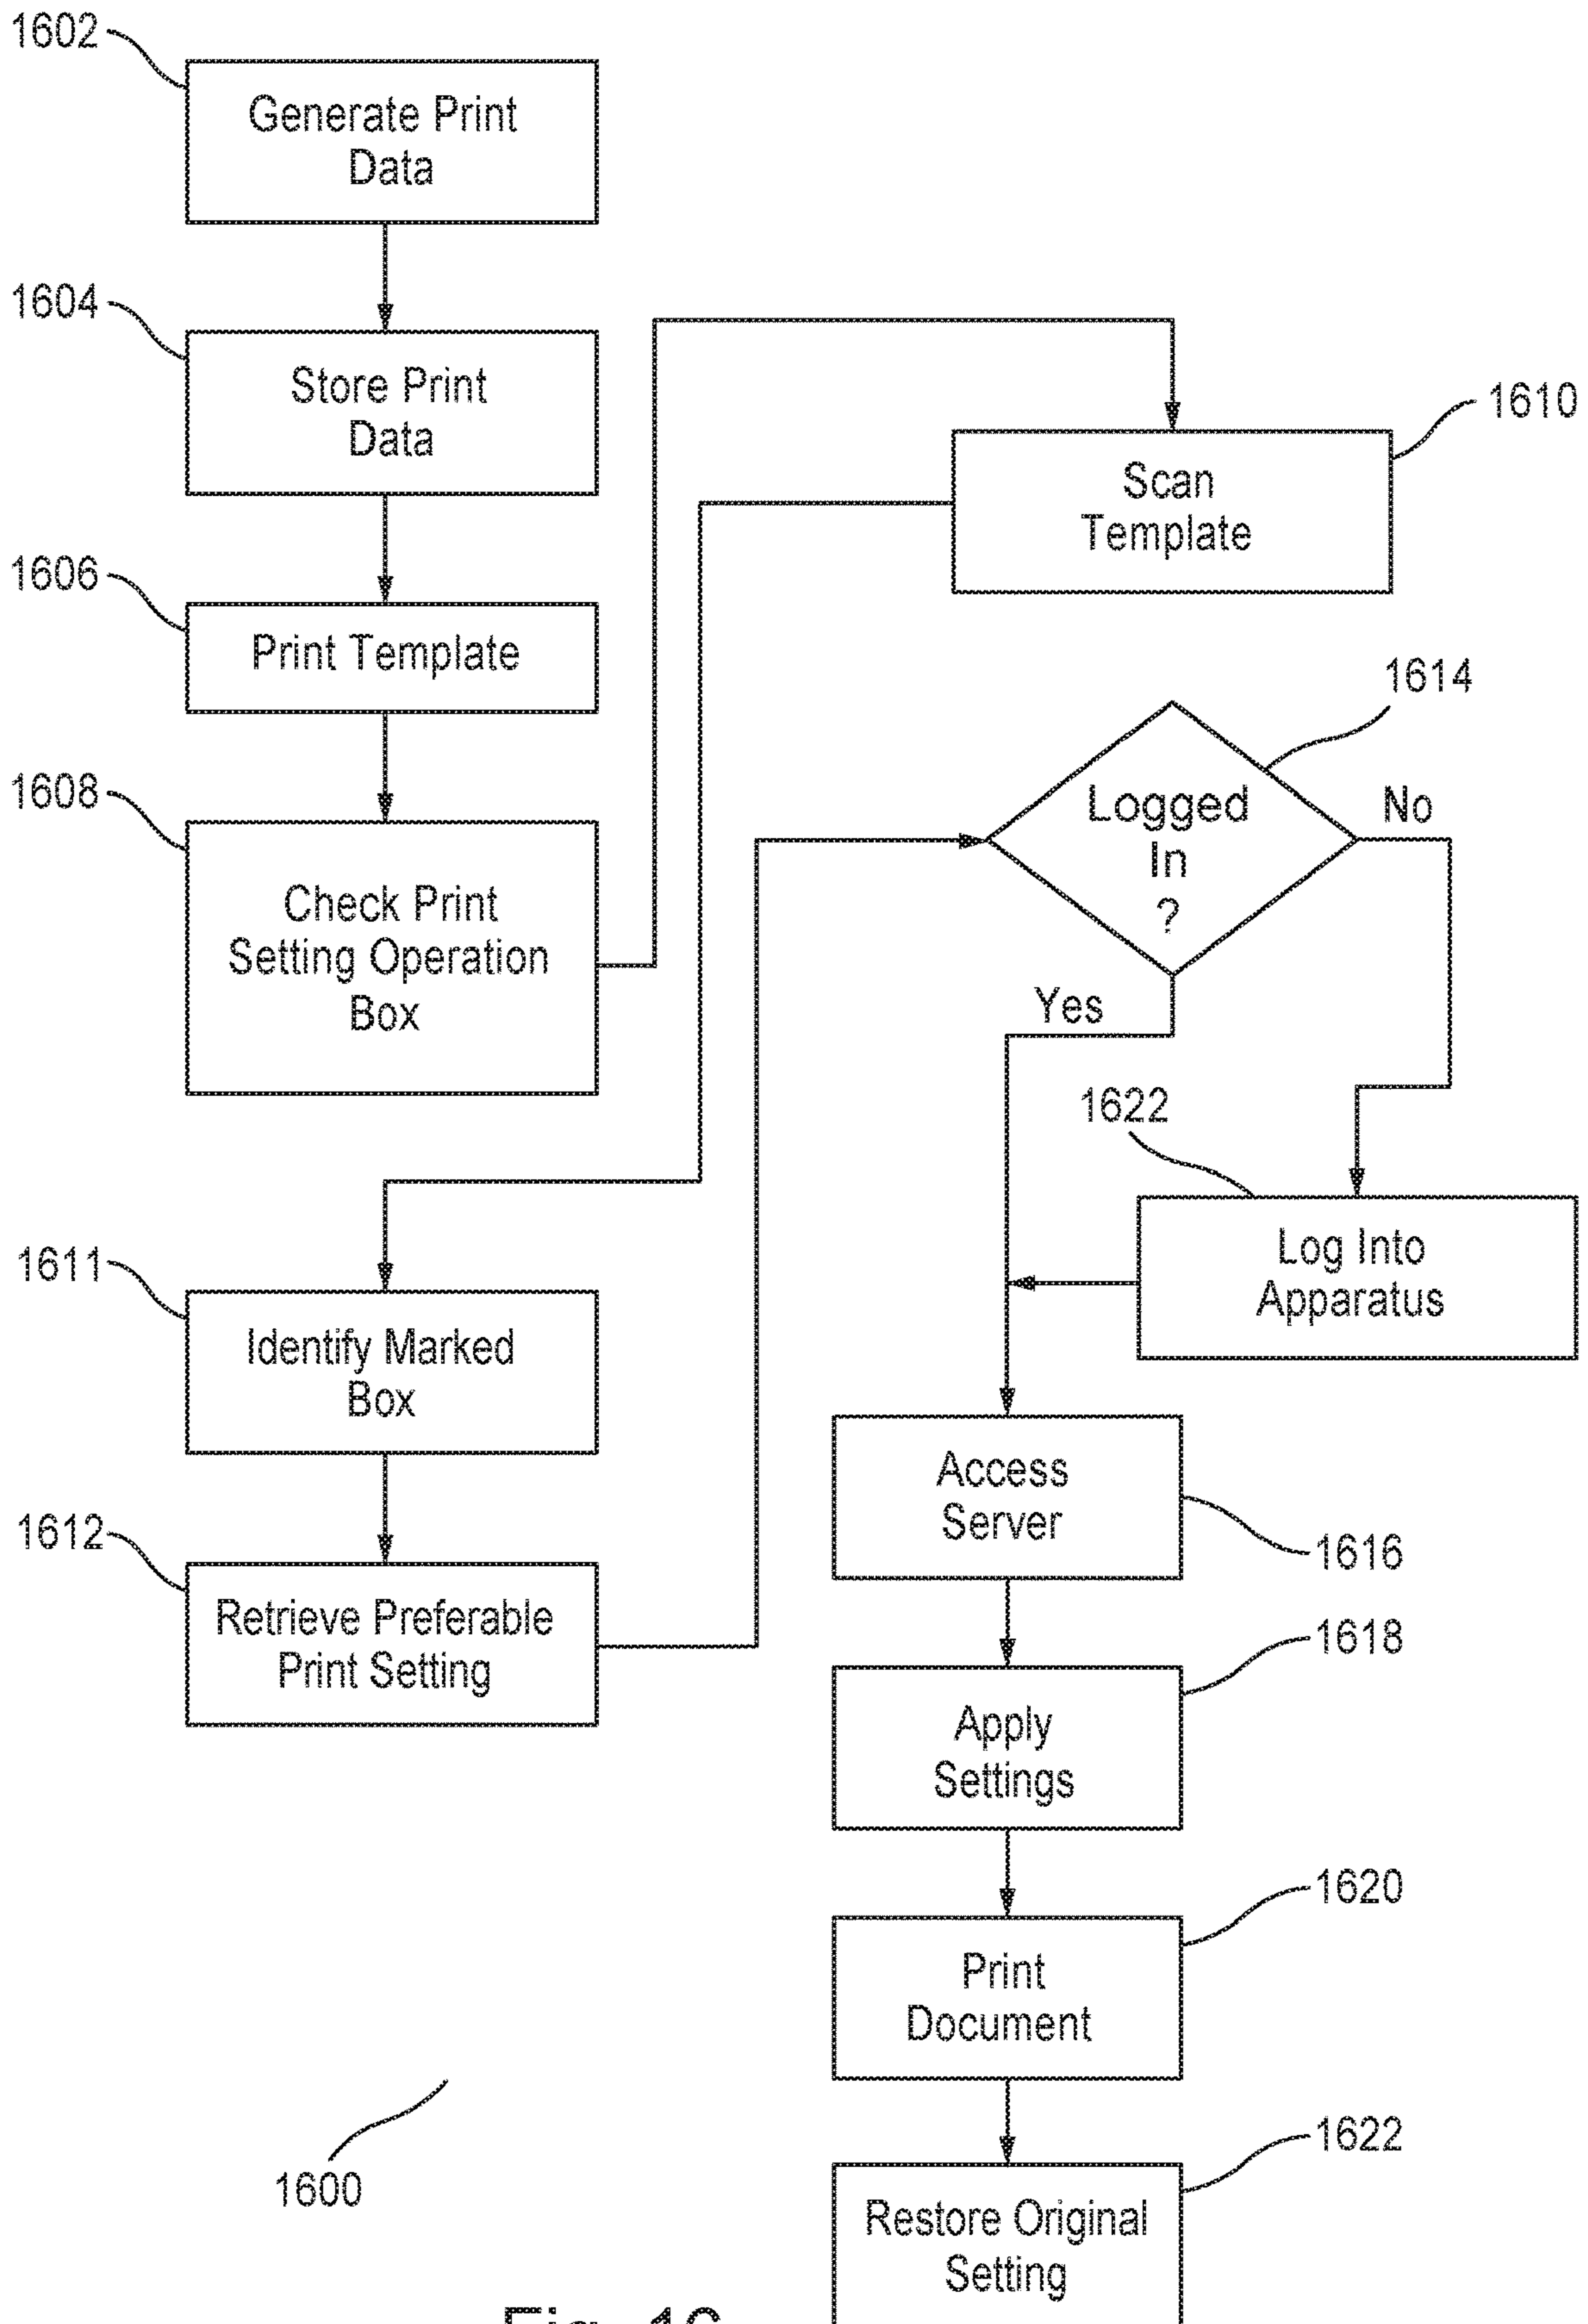 1602
Generate Print
Data
1604
Store Print
Data
1606
Print Template
1608
Check Print
Setting Operation
Box
1610
Scan
Template
1611
Identify Marked
Box
1612
Retrieve Preferable
Print Setting
1614
Logged
In
?
No
Yes
1622
Log Into
Apparatus
Access
Server
1616
1618
Apply
Settings
1620
Print
Document
1622
Restore Original
Setting
1600
Fig. 16